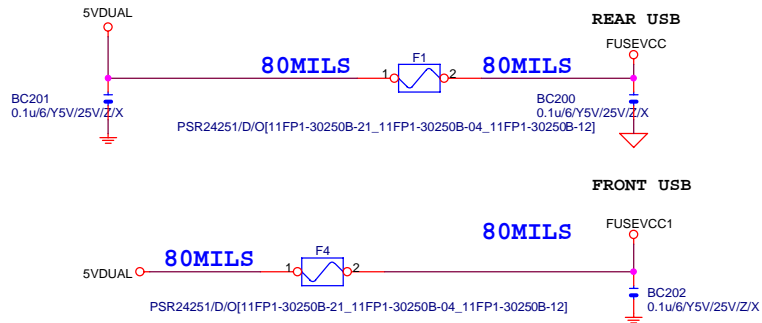 5VDUAL
REAR USB
FUSEVCC
80MILS
F1
80MILS
1
2
BC201
0.1u/6/Y5V/25V/Z/X
BC200
0.1u/6/Y5V/25V/Z/X
PSR24251/D/O[11FP1-30250B-21_11FP1-30250B-04_11FP1-30250B-12]
FRONT USB
FUSEVCC1
80MILS
80MILS
F4
5VDUAL
1
2
BC202
0.1u/6/Y5V/25V/Z/X
PSR24251/D/O[11FP1-30250B-21_11FP1-30250B-04_11FP1-30250B-12]